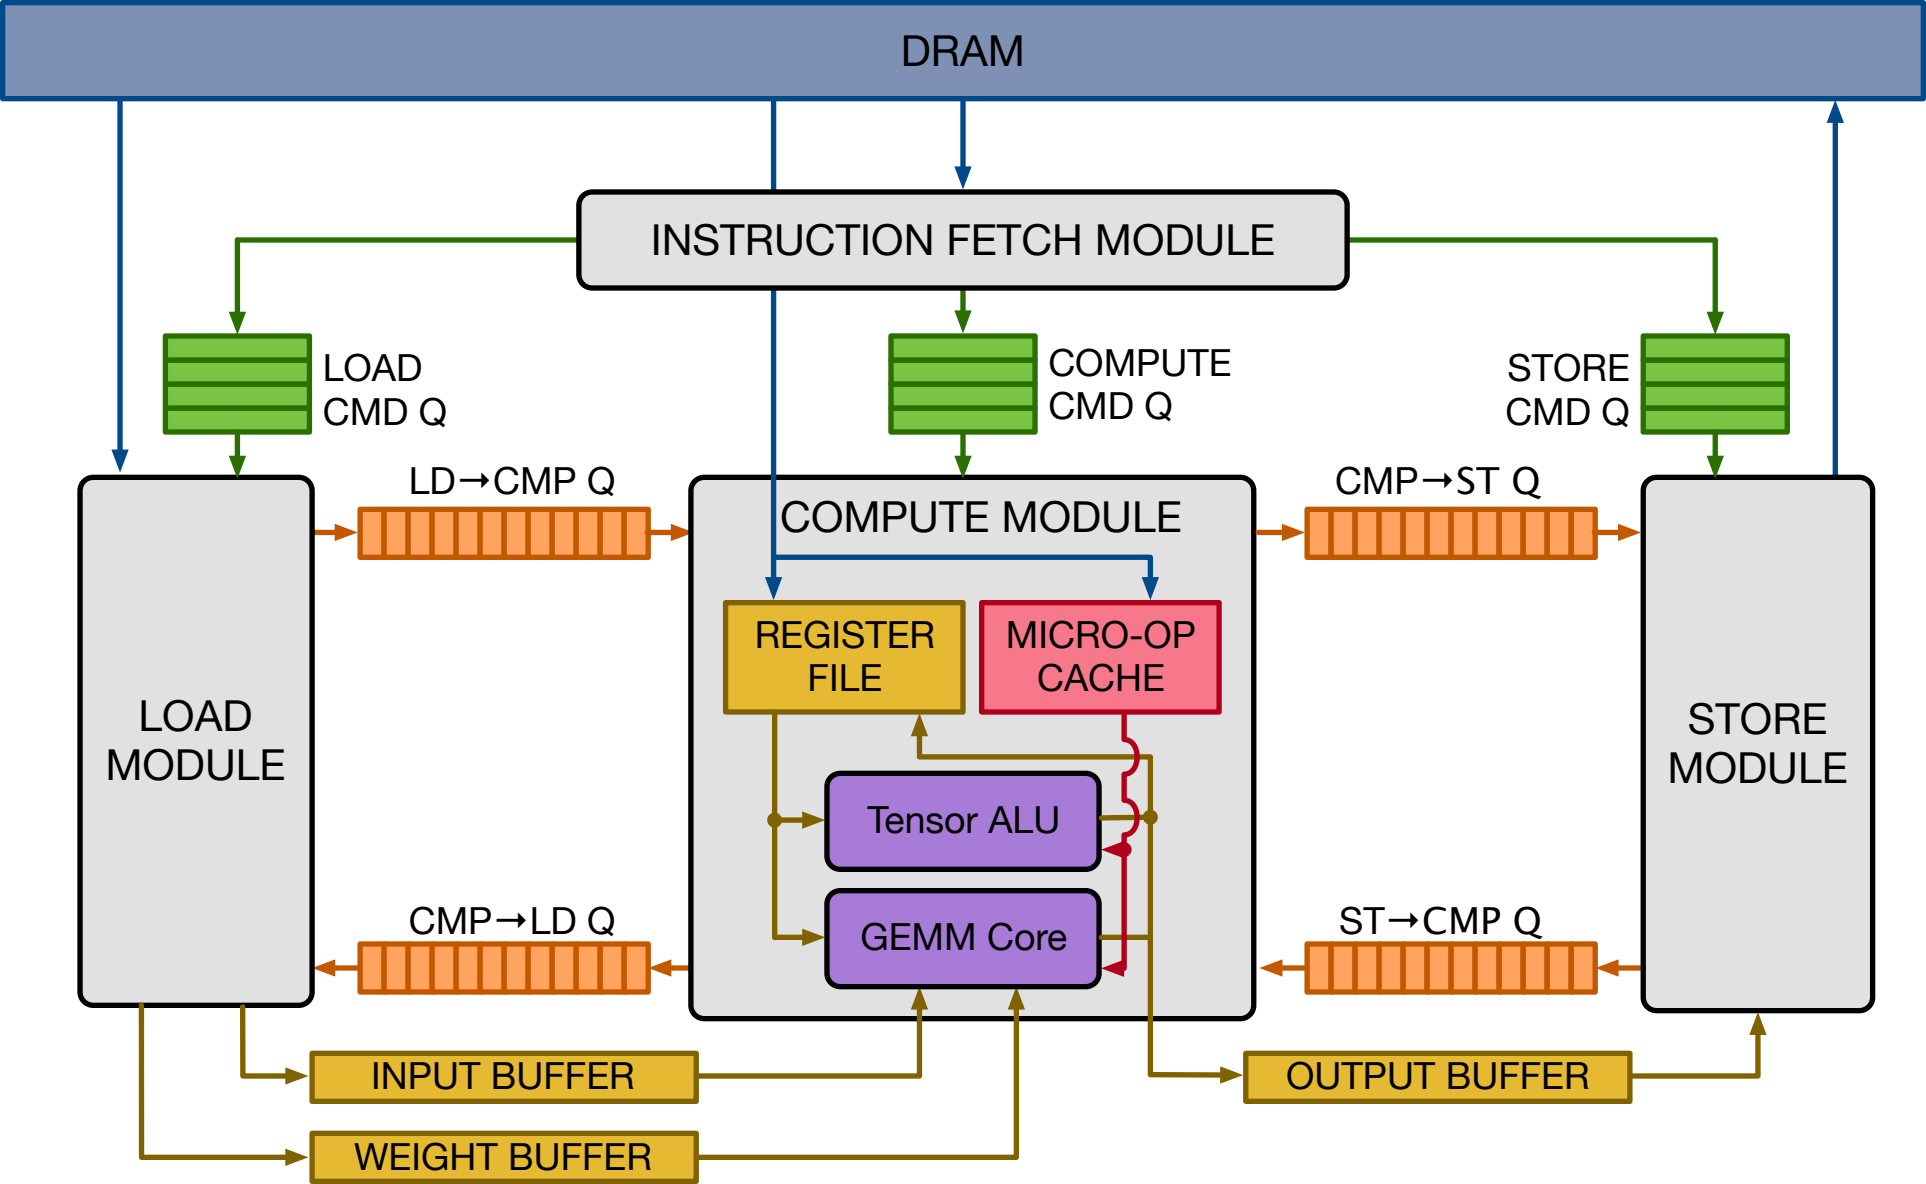 DRAM
INSTRUCTION FETCH MODULE
LOAD
CMD Q
COMPUTE
CMD Q
STORE
CMD Q
LD→CMP Q
CMP→ST Q
COMPUTE MODULE
REGISTER
FILE
MICRO-OP
CACHE
LOAD
MODULE
STORE
MODULE
Tensor ALU
GEMM Core
CMP→LD Q
ST→CMP Q
INPUT BUFFER
OUTPUT BUFFER
WEIGHT BUFFER